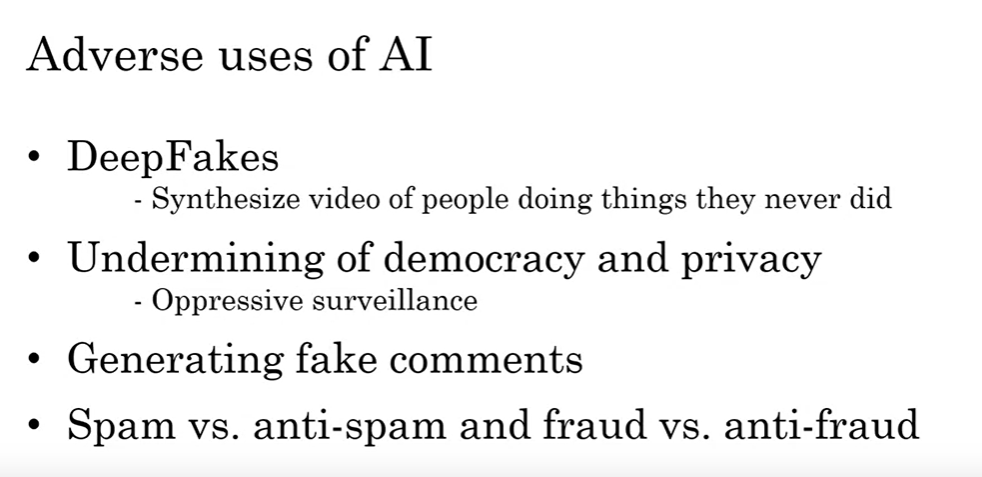 Adverse uses of AI
• DeepFakes
- Synthesize video of people doing things they never did
• Undermining of democracy and privacy
- Oppressive surveillance
• Generating fake comments
• Spam vs. anti-spam and fraud vs. anti-fraud